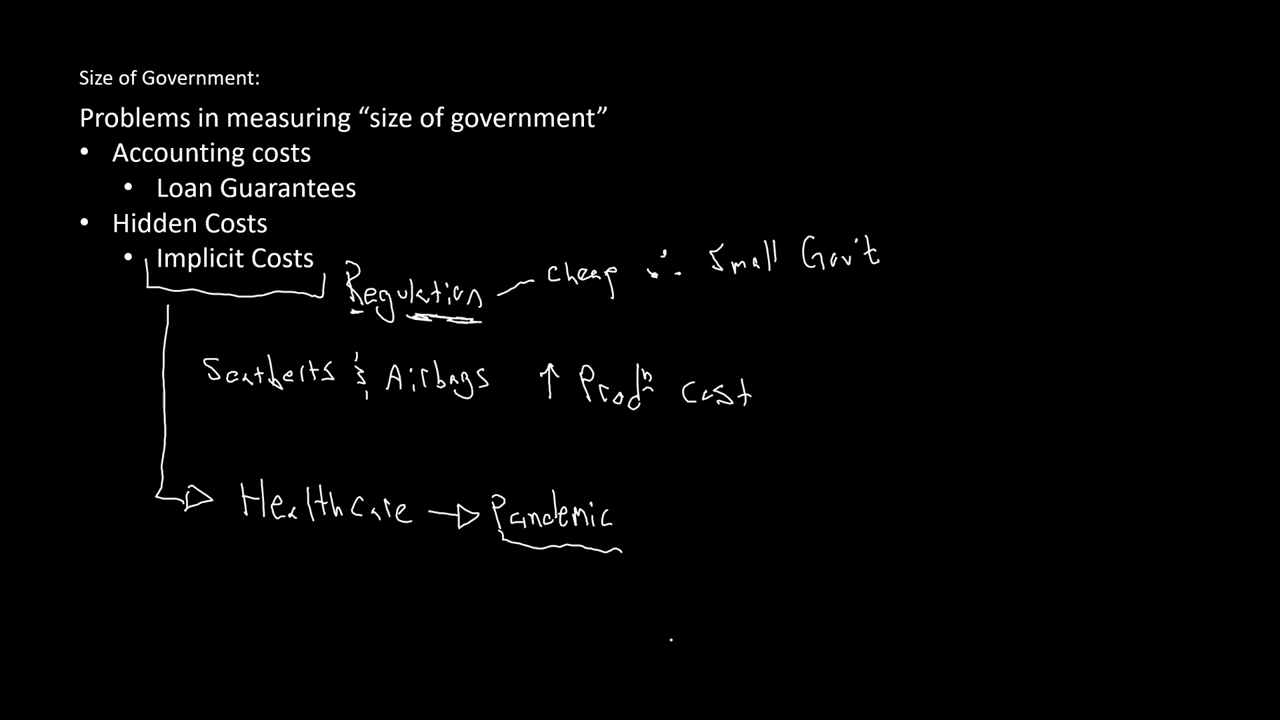 Size of Government:
Problems in measuring “size of government”
• Accounting costs
• Loan Guarantees
• Hidden Costs
• Implicit Costs
Regulation — cheap ∴ Small Gov't
Seatbelts & Airbags ↑ Prodⁿ Cost
Healthcare → Pandemic